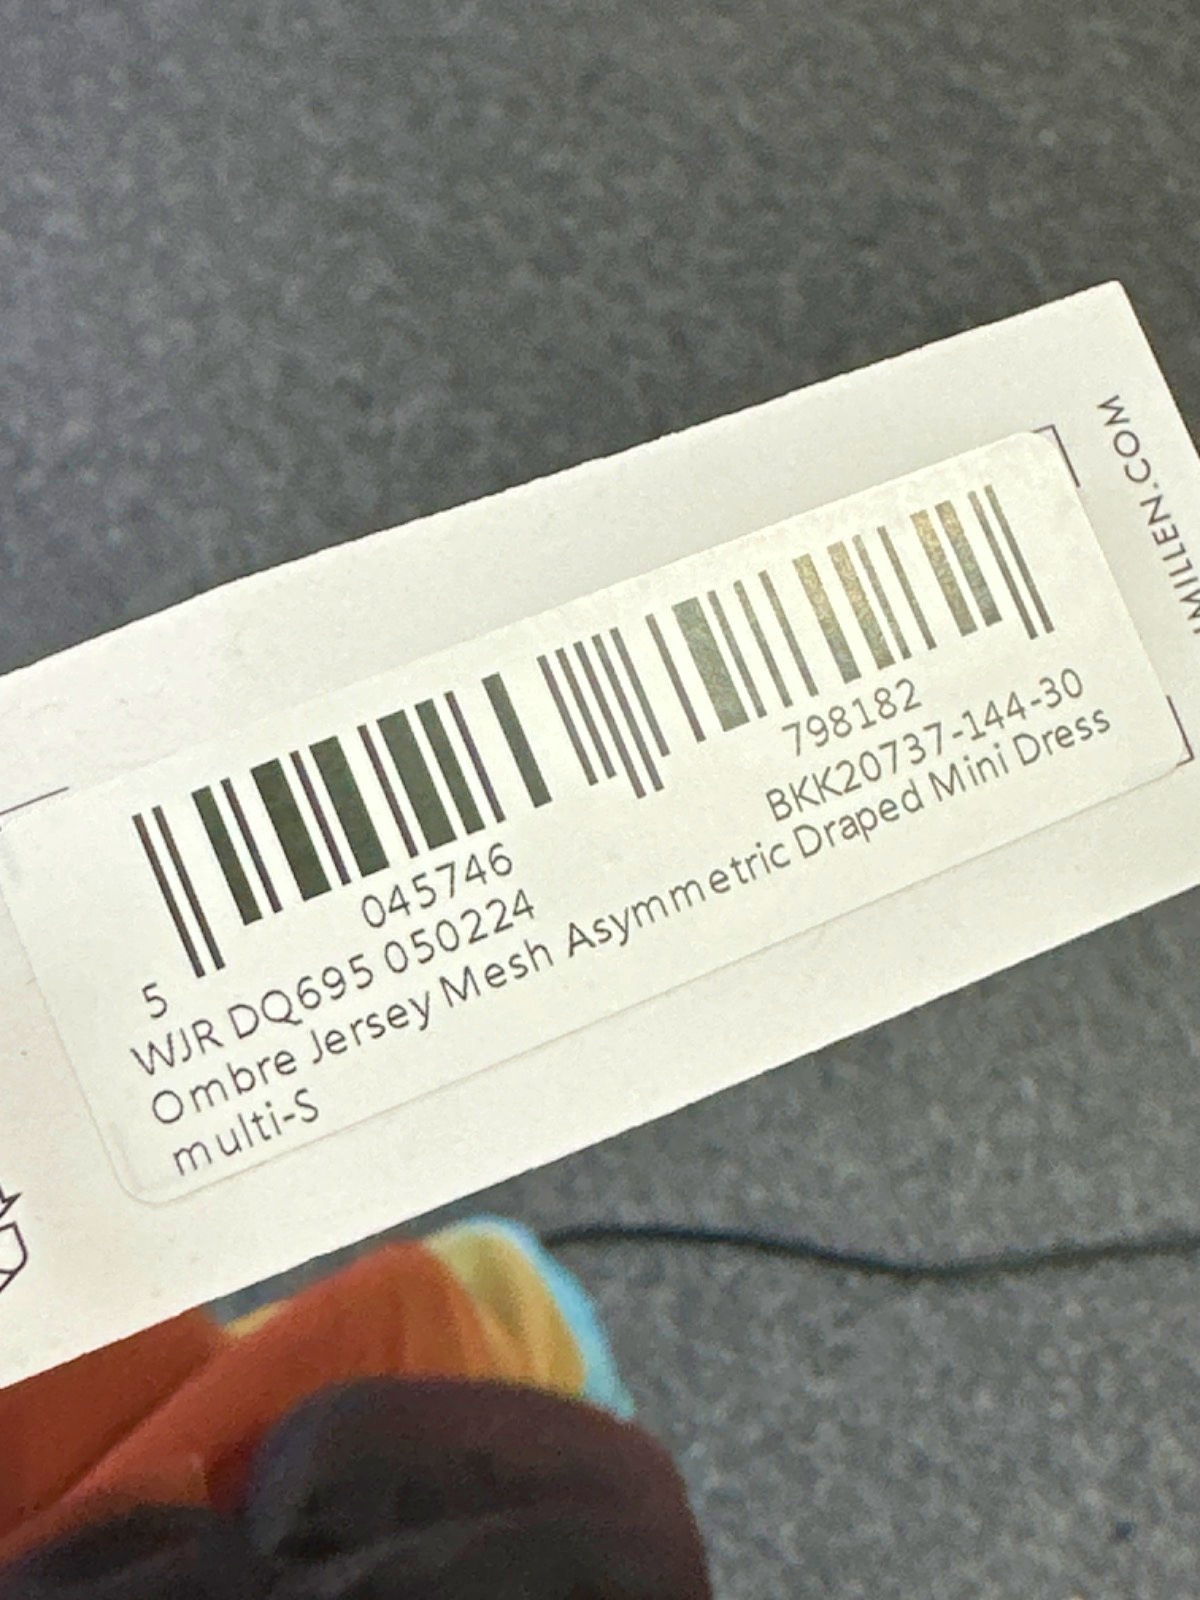 MILLEN.COM
5 045746 798182
WJR DQ695 050224 BKK20737-144-30
Ombre Jersey Mesh Asymmetric Draped Mini Dress
multi-S